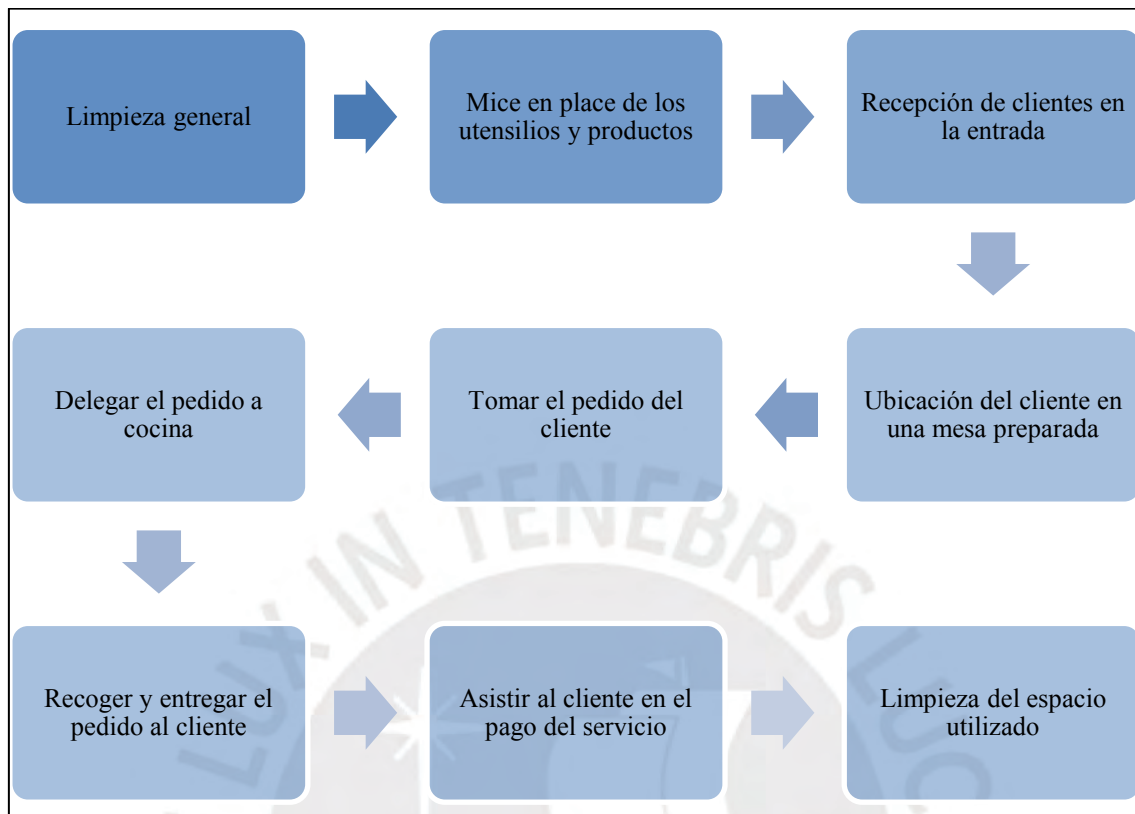 Limpieza general
Mice en place de los
utensilios y productos
Recepción de clientes en
la entrada
Ubicación del cliente en
una mesa preparada
Tomar el pedido del
cliente
Delegar el pedido a
cocina
Recoger y entregar el
pedido al cliente
Asistir al cliente en el
pago del servicio
Limpieza del espacio
utilizado
LUX IN TENEBRIS LUC